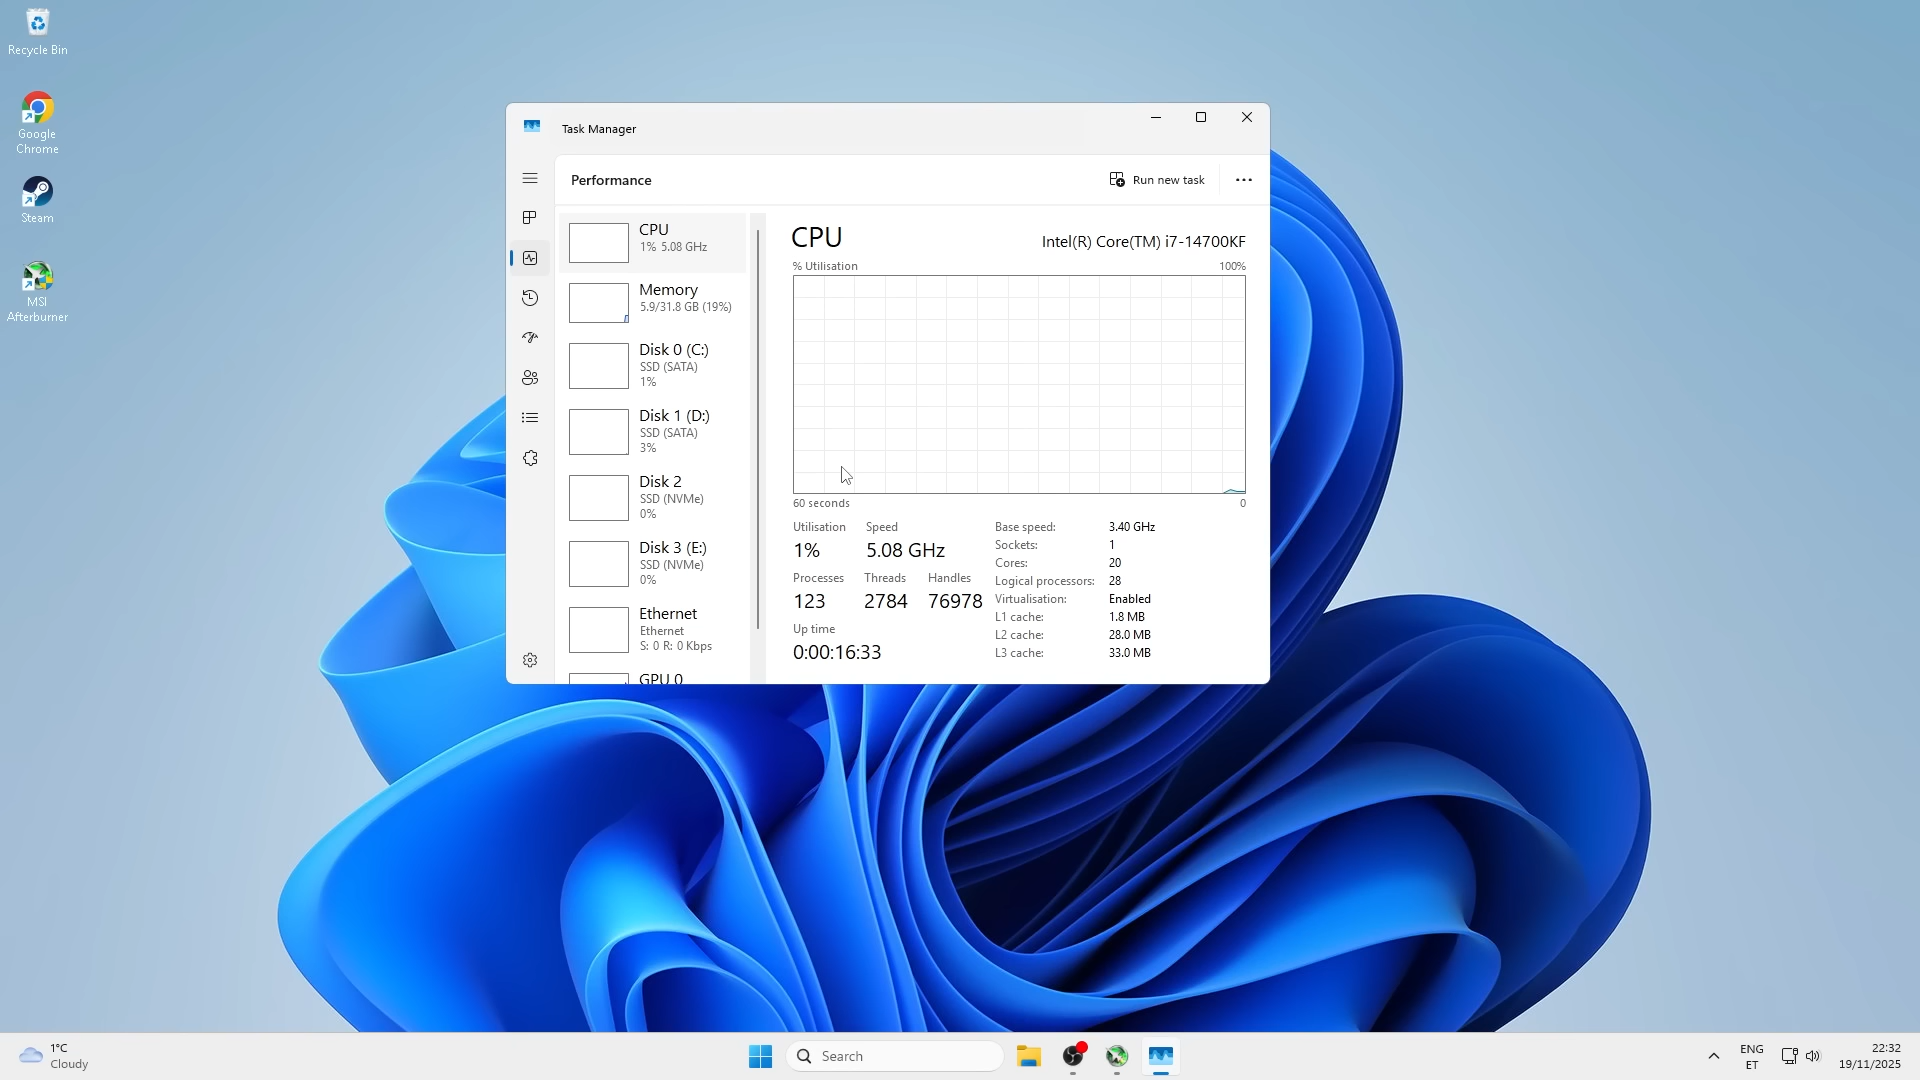 Recycle Bin
Google
Chrome
Steam
MSI
Afterburner
Task Manager
Performance
Run new task
CPU
1% 5.08 GHz
Memory
5.9/31.8 GB (19%)
Disk 0 (C:)
SSD (SATA)
1%
Disk 1 (D:)
SSD (SATA)
3%
Disk 2
SSD (NVMe)
0%
Disk 3 (E:)
SSD (NVMe)
0%
Ethernet
Ethernet
S: 0 R: 0 Kbps
GPU 0
CPU
Intel(R) Core(TM) i7-14700KF
% Utilisation
100%
60 seconds
0
Utilisation
1%
Speed
5.08 GHz
Processes
123
Threads
2784
Handles
76978
Up time
0:00:16:33
Base speed: 3.40 GHz
Sockets: 1
Cores: 20
Logical processors: 28
Virtualisation: Enabled
L1 cache: 1.8 MB
L2 cache: 28.0 MB
L3 cache: 33.0 MB
1°C
Cloudy
Search
ENG
ET
22:32
19/11/2025